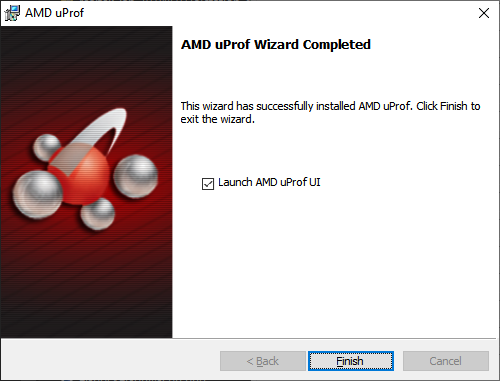 AMD uProf
AMD uProf Wizard Completed
This wizard has successfully installed AMD uProf. Click Finish to
exit the wizard.
Launch AMD uProf UI
< Back
Finish
Cancel